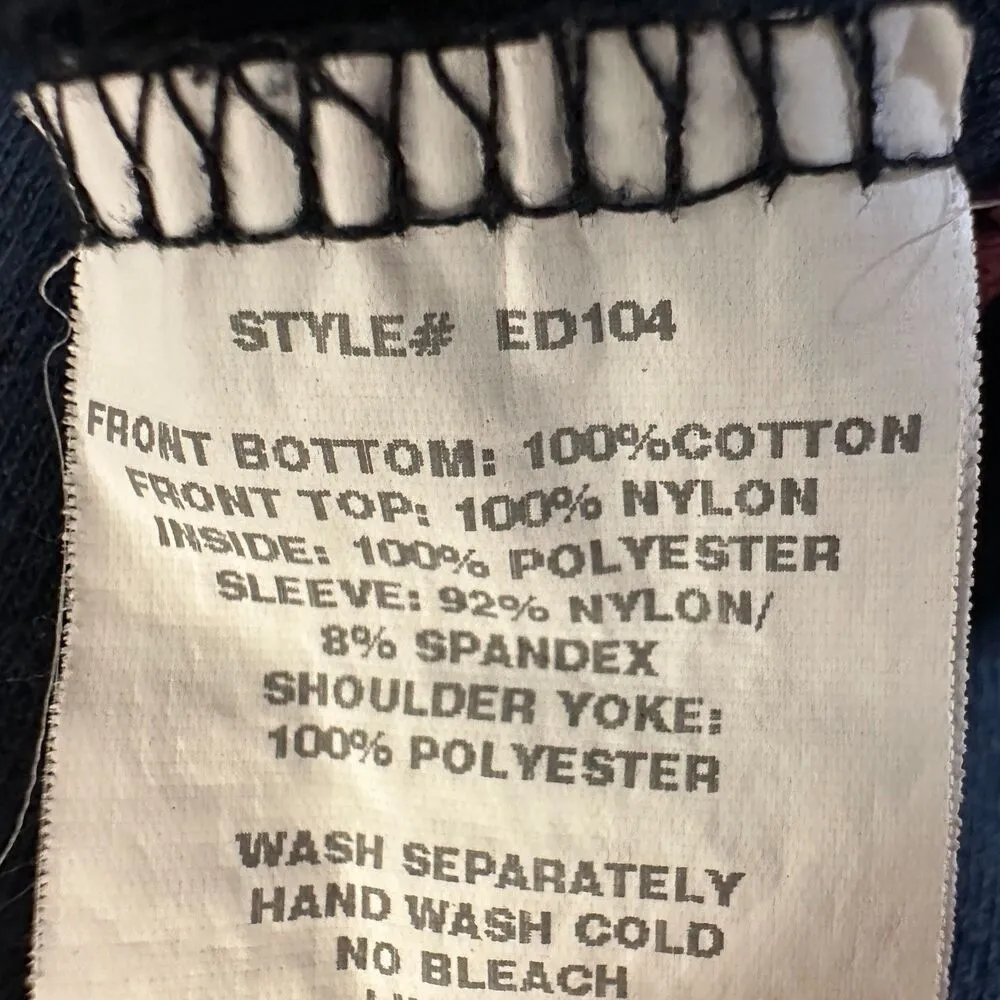 STYLE# ED104
FRONT BOTTOM: 100%COTTON
FRONT TOP: 100% NYLON
INSIDE: 100% POLYESTER
SLEEVE: 92% NYLON/
8% SPANDEX
SHOULDER YOKE:
100% POLYESTER
WASH SEPARATELY
HAND WASH COLD
NO BLEACH